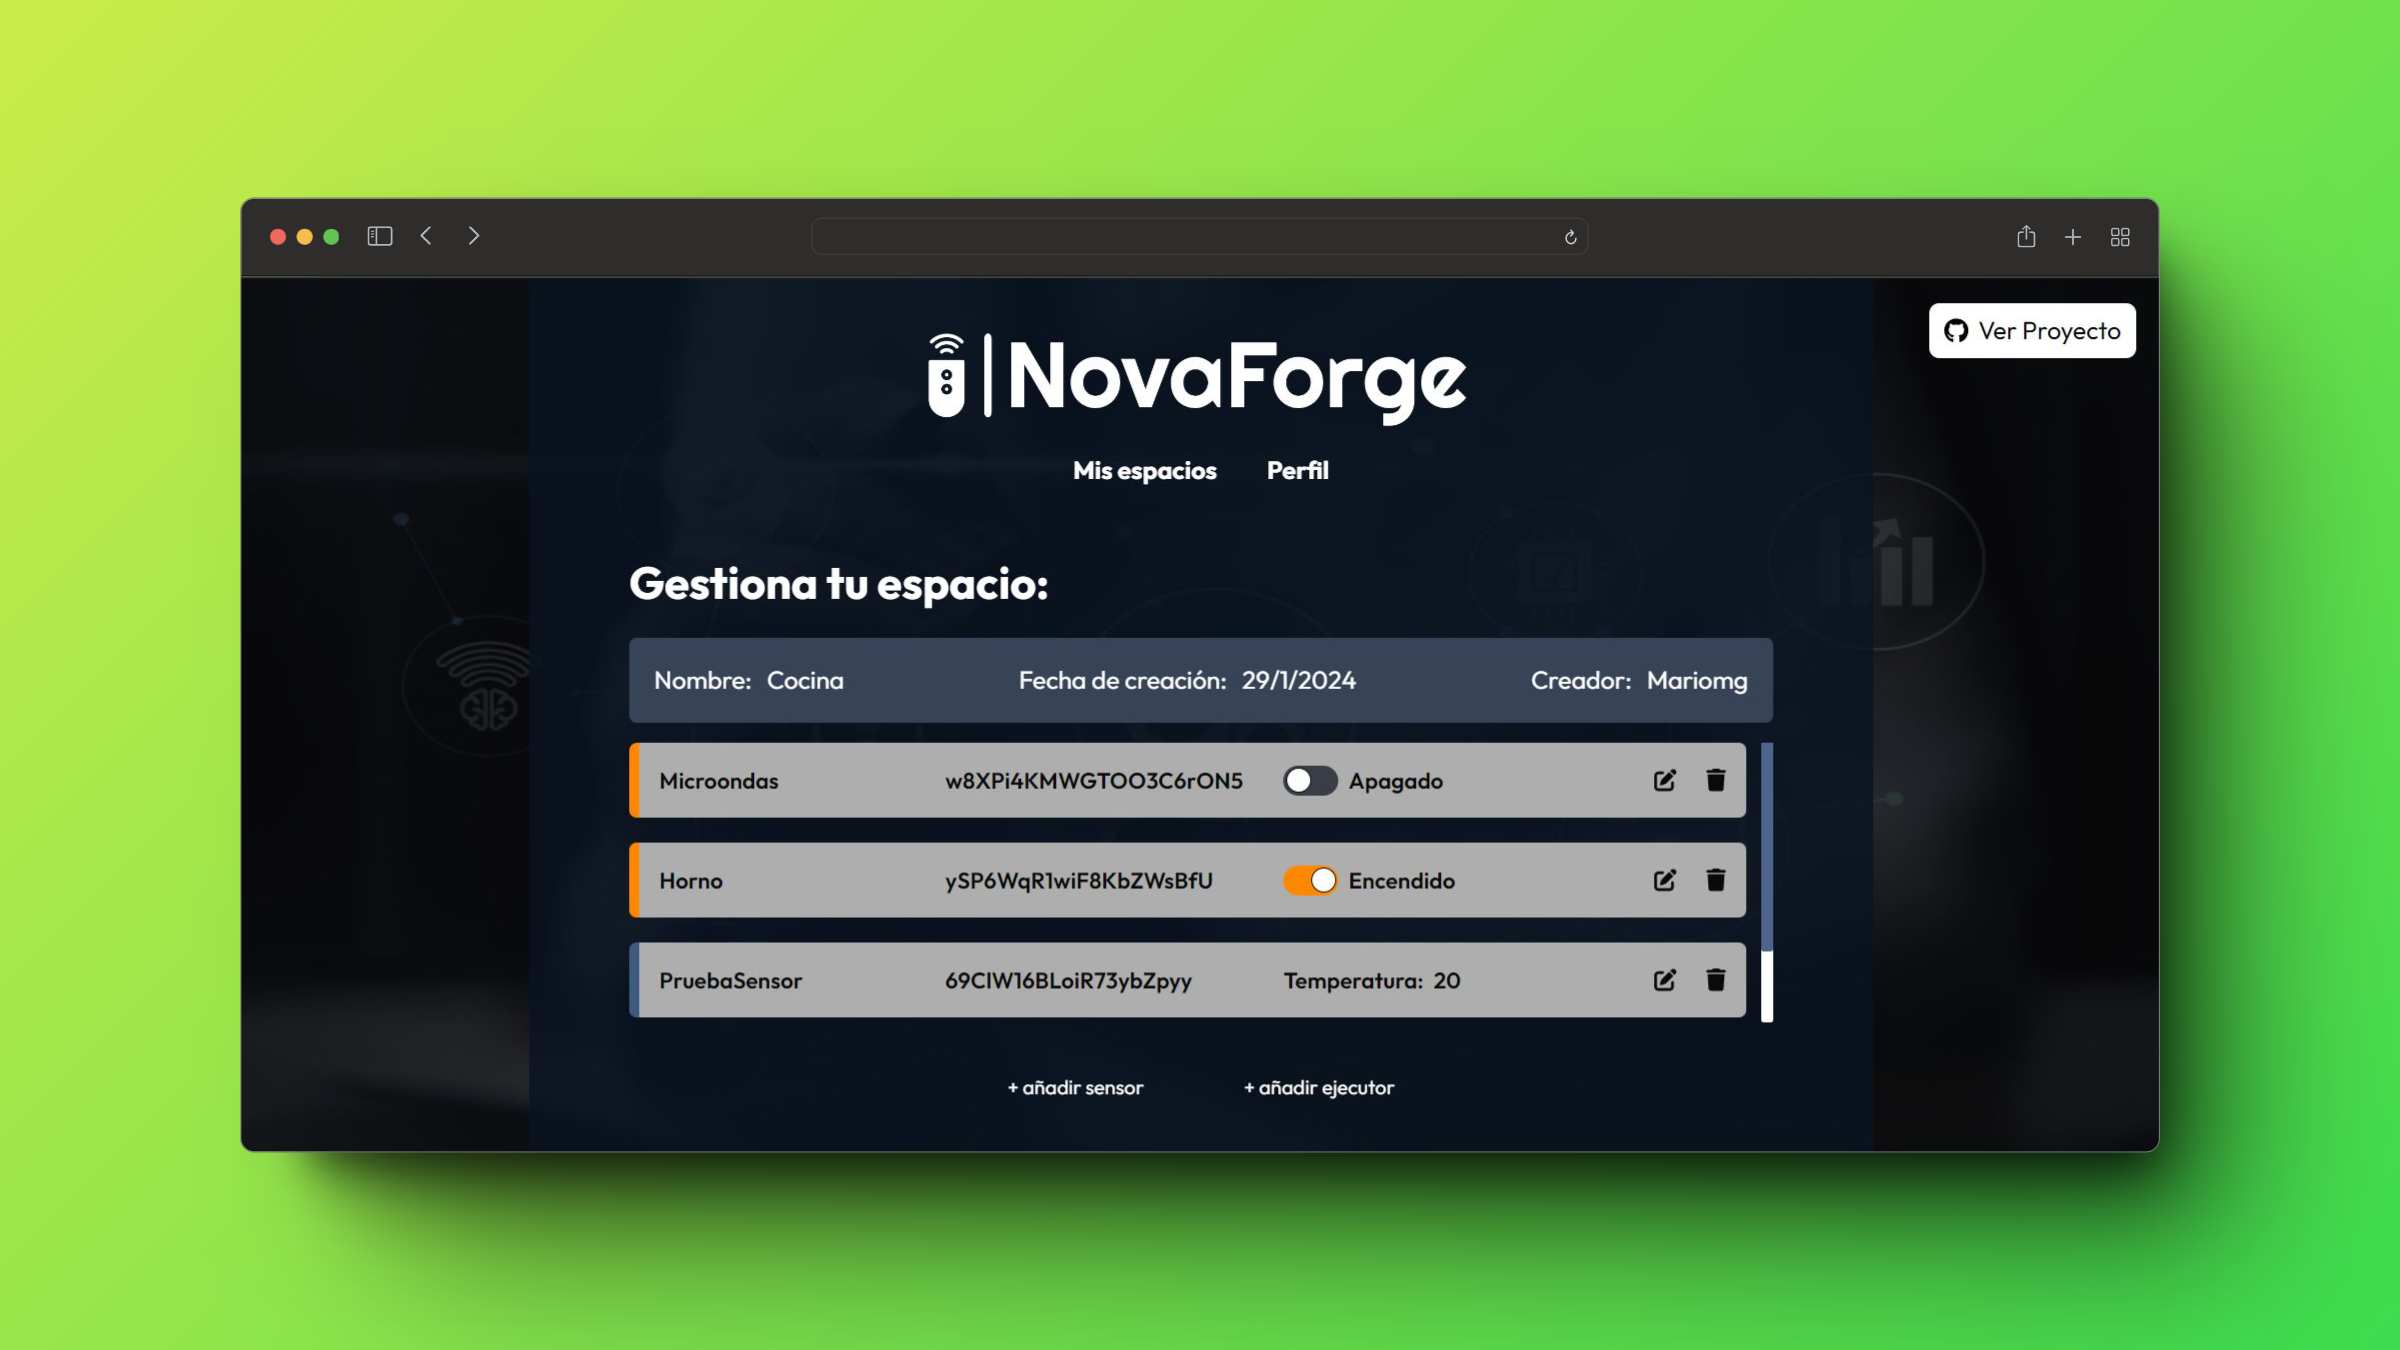 Ver Proyecto
NovaForge
Mis espacios Perfil
Gestiona tu espacio:
Nombre: Cocina Fecha de creación: 29/1/2024 Creador: Mariomg
Microondas w8XPi4KMWGTOO3C6rON5 Apagado
Horno ySP6WqR1wiF8KbZWsBfU Encendido
PruebaSensor 69ClW16BLoiR73ybZpyy Temperatura: 20
+ añadir sensor + añadir ejecutor